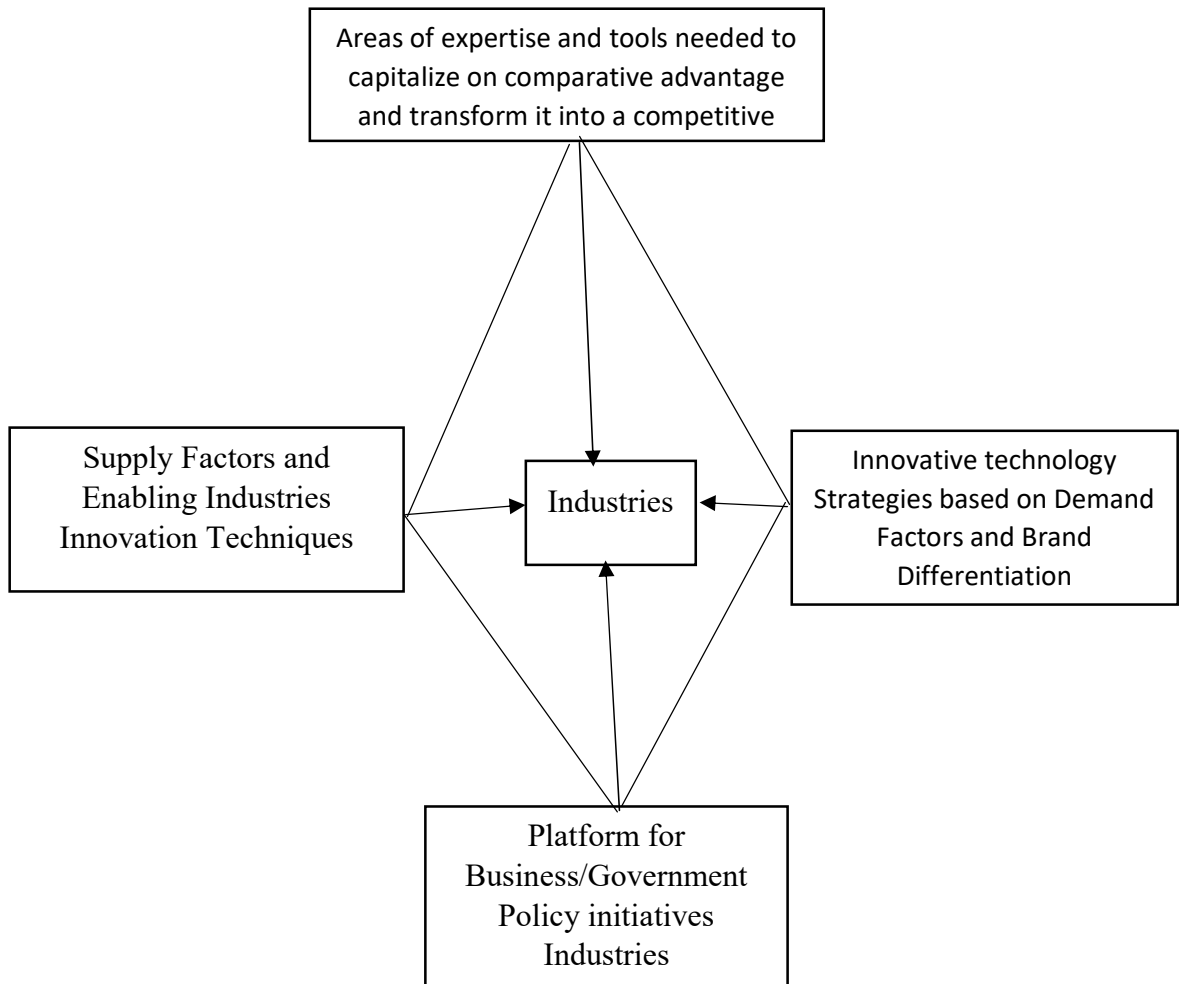 Areas of expertise and tools needed to
capitalize on comparative advantage
and transform it into a competitive
Supply Factors and
Enabling Industries
Innovation Techniques
Industries
Innovative technology
Strategies based on Demand
Factors and Brand
Differentiation
Platform for
Business/Government
Policy initiatives
Industries